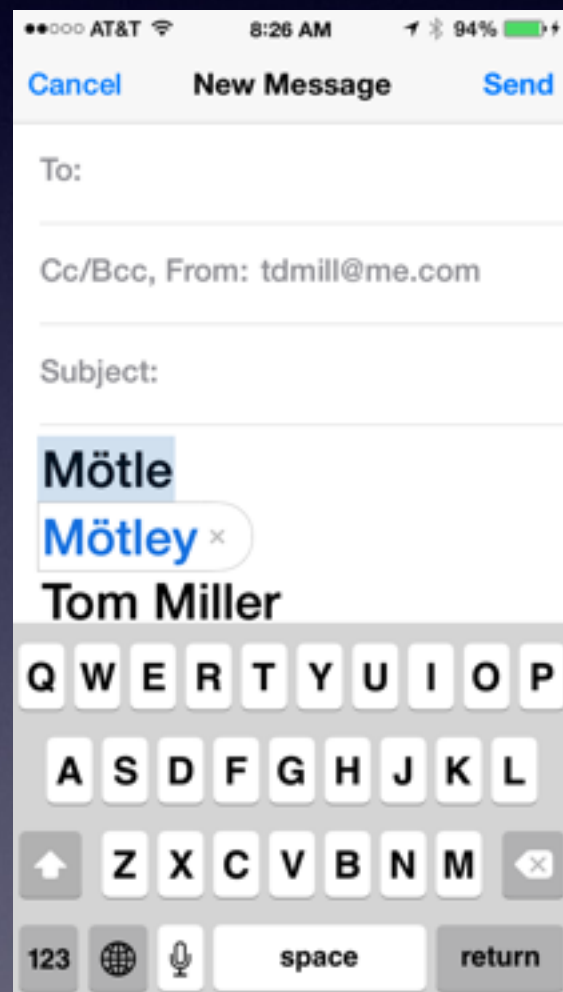 AT&T 8:26 AM 94%
Cancel New Message Send
To:
Cc/Bcc, From: tdmill@me.com
Subject:
Mötle
Mötley ×
Tom Miller
Q W E R T Y U I O P
A S D F G H J K L
Z X C V B N M
123 space return